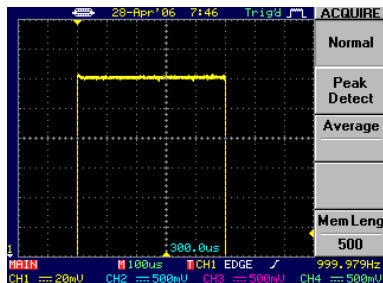 28-Apr'06 7:46 Trig'd ACQUIRE
Normal
Peak
Detect
Average
Mem Leng
500
1
300.0us
MAIN M 100us T CH1 EDGE 999.979Hz
CH1 20mV CH2 500mV CH3 500mV CH4 500mV